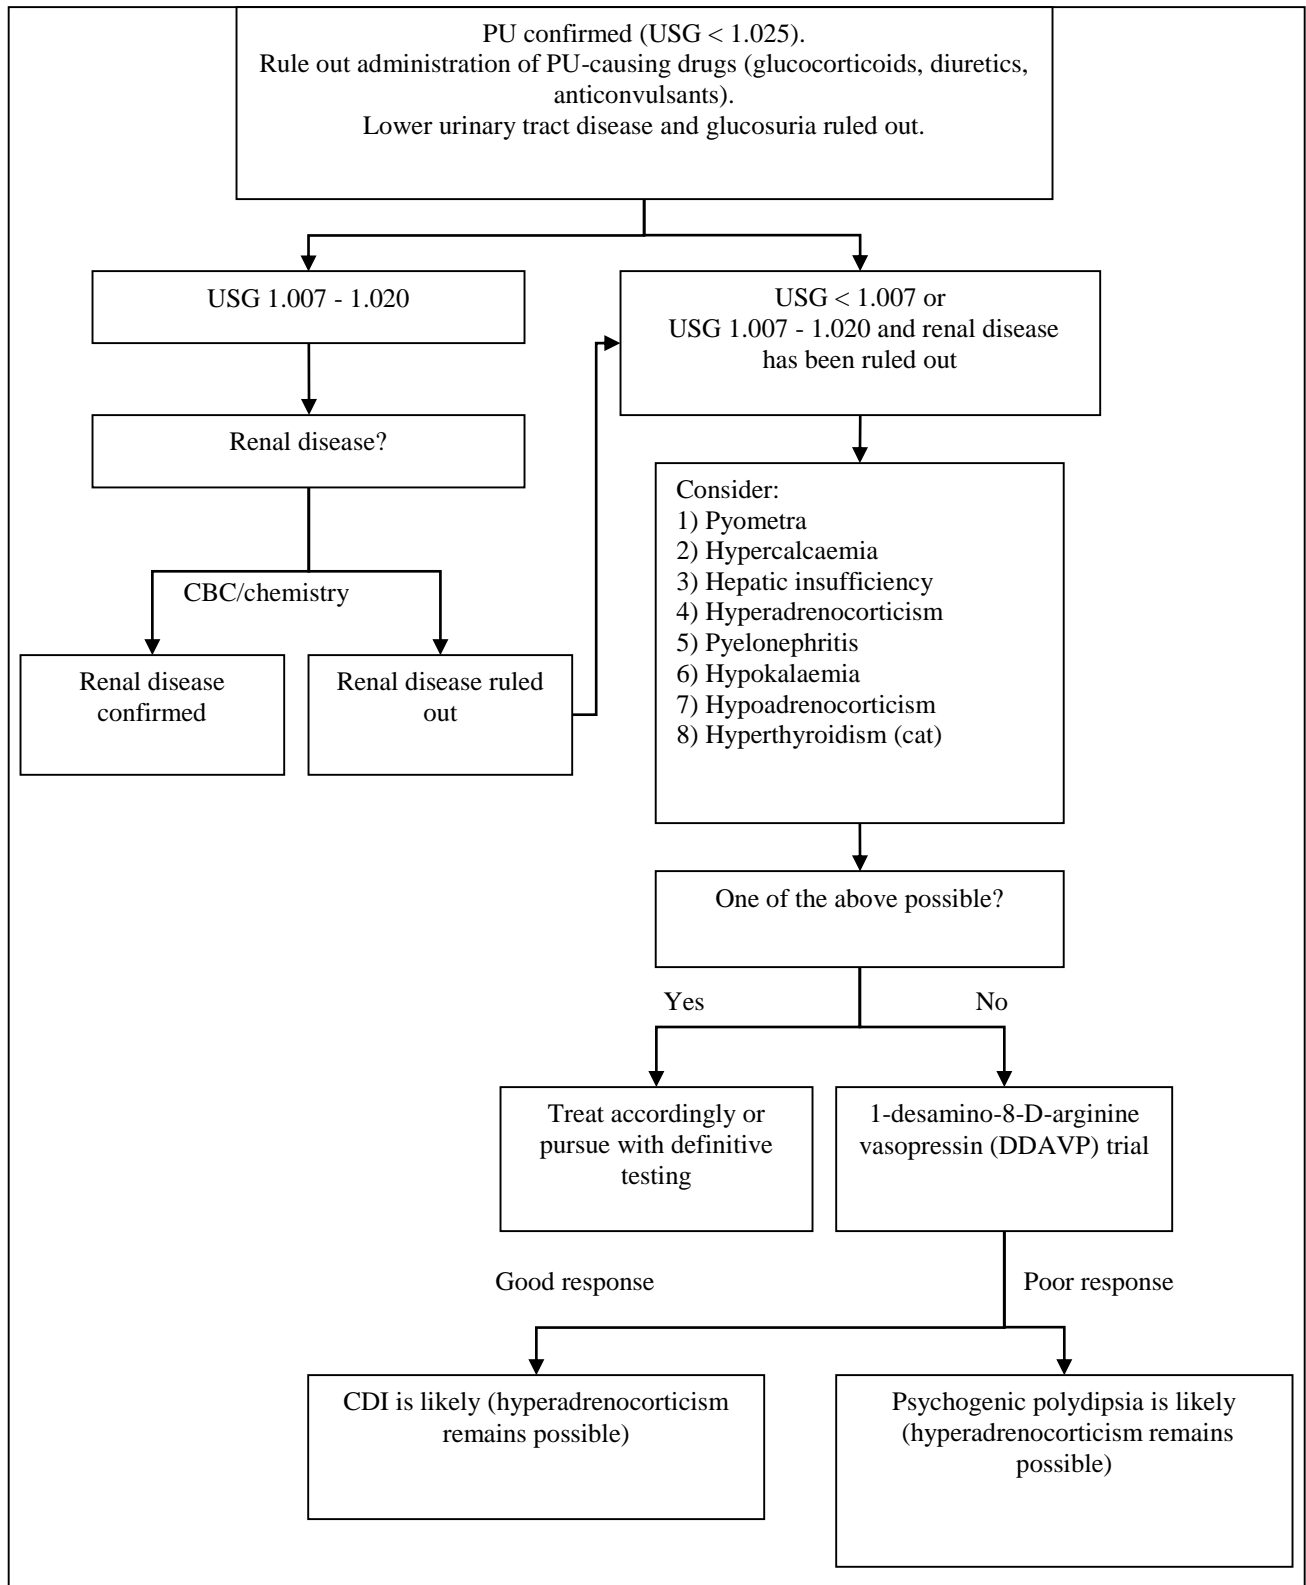 PU confirmed (USG < 1.025).
Rule out administration of PU-causing drugs (glucocorticoids, diuretics,
anticonvulsants).
Lower urinary tract disease and glucosuria ruled out.
USG 1.007 - 1.020
USG < 1.007 or
USG 1.007 - 1.020 and renal disease
has been ruled out
Renal disease?
CBC/chemistry
Renal disease
confirmed
Renal disease ruled
out
Consider:
1) Pyometra
2) Hypercalcaemia
3) Hepatic insufficiency
4) Hyperadrenocorticism
5) Pyelonephritis
6) Hypokalaemia
7) Hypoadrenocorticism
8) Hyperthyroidism (cat)
One of the above possible?
Yes
No
Treat accordingly or
pursue with definitive
testing
1-desamino-8-D-arginine
vasopressin (DDAVP) trial
Good response
Poor response
CDI is likely (hyperadrenocorticism
remains possible)
Psychogenic polydipsia is likely
(hyperadrenocorticism remains
possible)